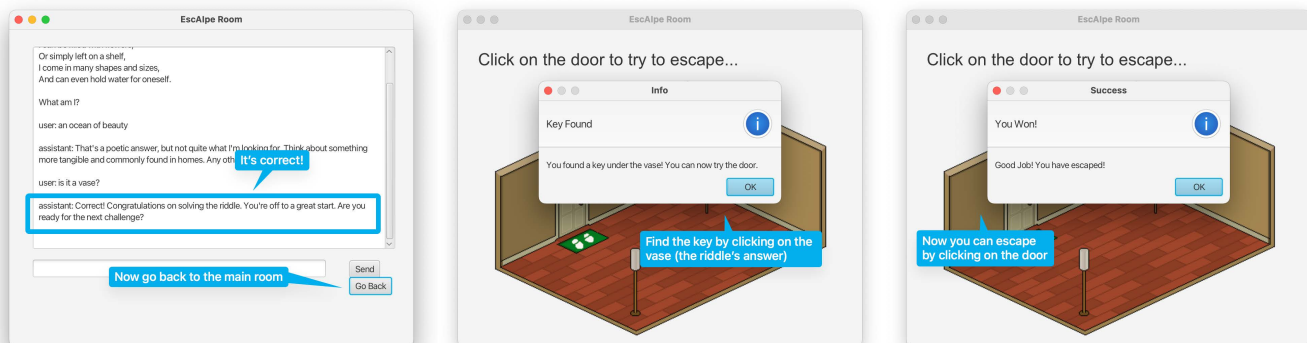 EscAIpe Room
Or simply left on a shelf,
I come in many shapes and sizes,
And can even hold water for oneself.
What am I?
user: an ocean of beauty
assistant: That's a poetic answer, but not quite what I'm looking for. Think about something
more tangible and commonly found in homes. Any oth
It's correct!
user: is it a vase?
assistant: Correct! Congratulations on solving the riddle. You're off to a great start. Are you
ready for the next challenge?
Now go back to the main room
Send
Go Back
EscAIpe Room
Click on the door to try to escape...
Info
Key Found
You found a key under the vase! You can now try the door.
OK
Find the key by clicking on the
vase (the riddle's answer)
EscAIpe Room
Click on the door to try to escape...
Success
You Won!
Good Job! You have escaped!
OK
Now you can escape
by clicking on the door